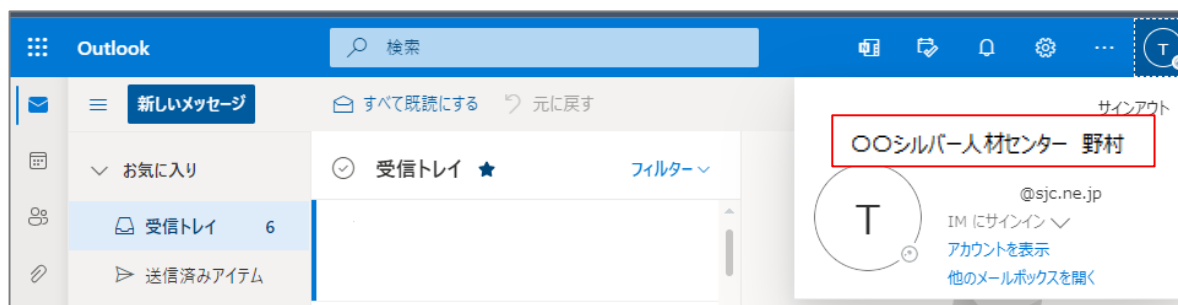 Outlook
検索
T
新しいメッセージ
すべて既読にする
元に戻す
サインアウト
〇〇シルバー人材センター 野村
お気に入り
受信トレイ
フィルター
@sjc.ne.jp
受信トレイ 6
T
IM にサインイン
アカウントを表示
送信済みアイテム
他のメールボックスを開く